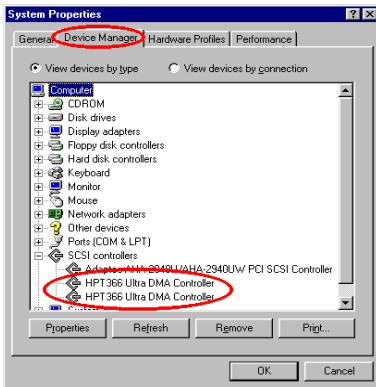 System Properties
General Device Manager Hardware Profiles Performance
View devices by type View devices by connection
Computer
CDROM
Disk drives
Display adapters
Floppy disk controllers
Hard disk controllers
Keyboard
Monitor
Mouse
Network adapters
Other devices
Ports (COM & LPT)
SCSI controllers
Adaptec AHA-2940U/AHA-2940UW PCI SCSI Controller
HPT366 Ultra DMA Controller
HPT366 Ultra DMA Controller
Properties Refresh Remove Print...
OK Cancel